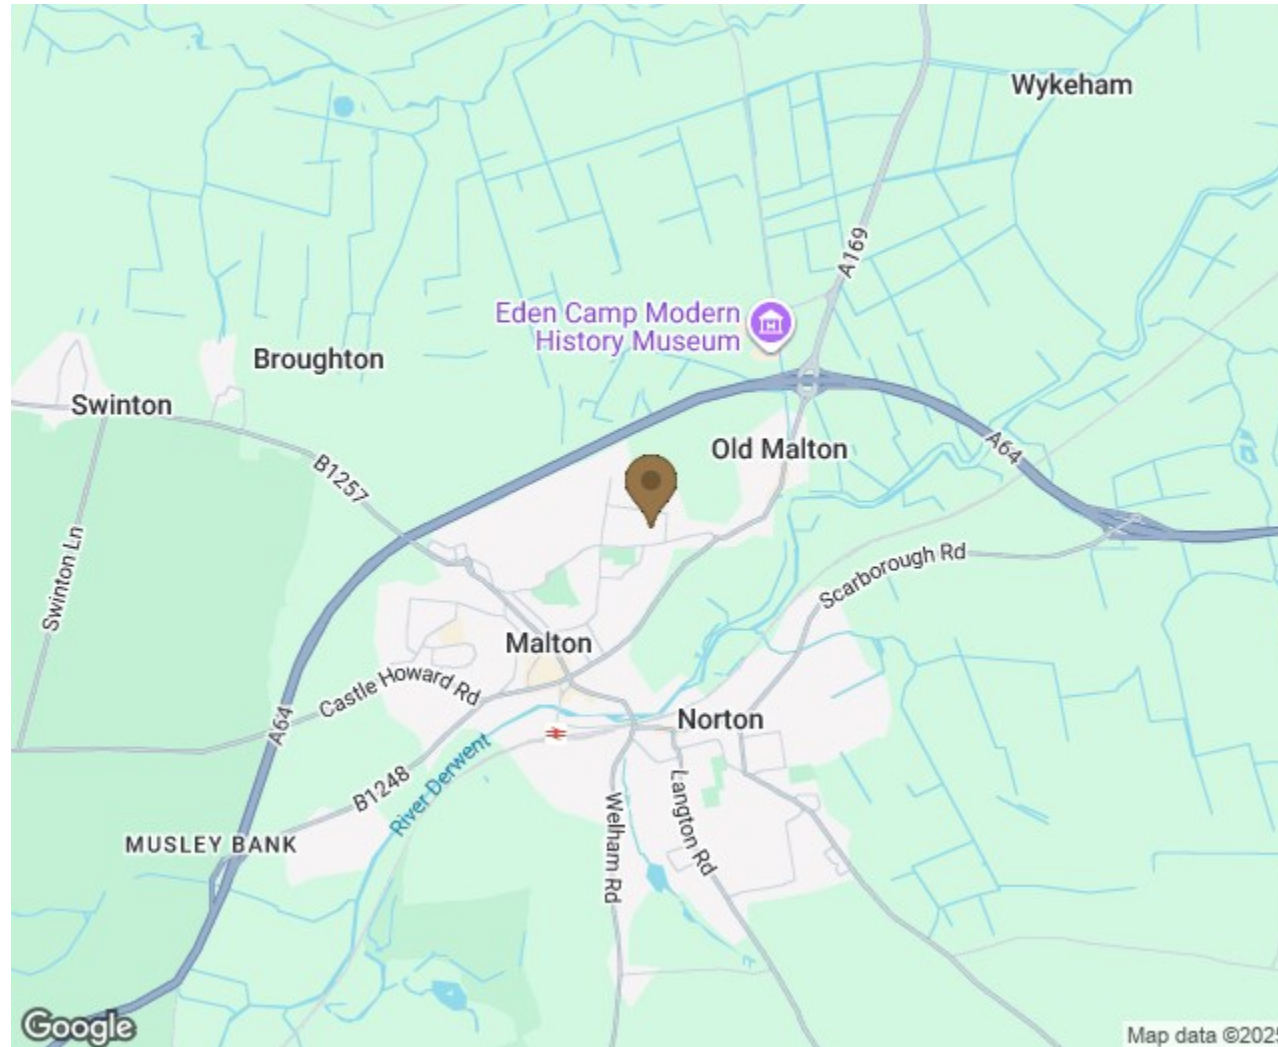 Wykeham
A169
Eden Camp Modern
History Museum
Broughton
Swinton
Old Malton
A64
B1257
Swinton Ln
Scarborough Rd
Malton
Castle Howard Rd
A64
Norton
River Derwent
B1248
Langton Rd
Welham Rd
MUSLEY BANK
Google
Map data ©2025